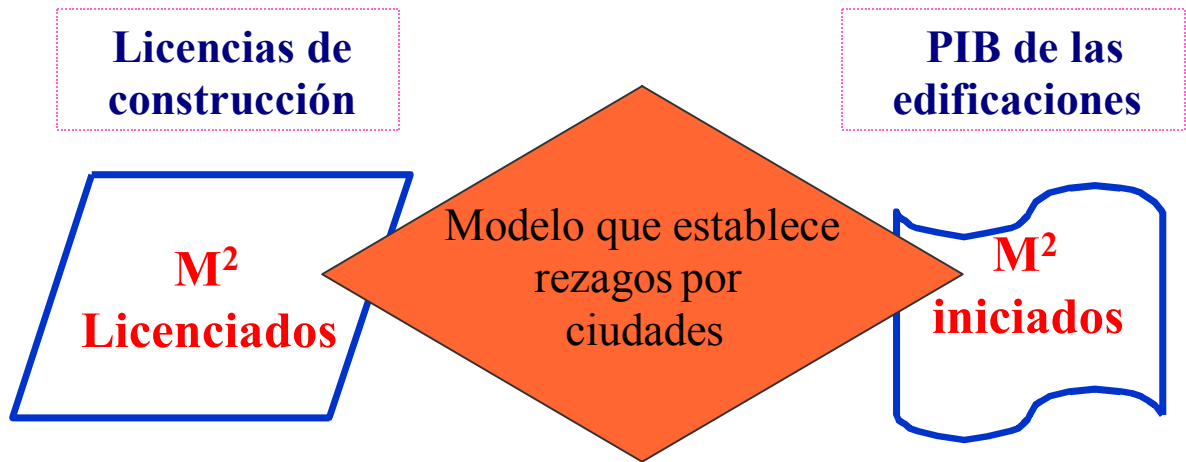 Licencias de
construcción
PIB de las
edificaciones
M²
Licenciados
Modelo que establece
rezagos por
ciudades
M²
iniciados